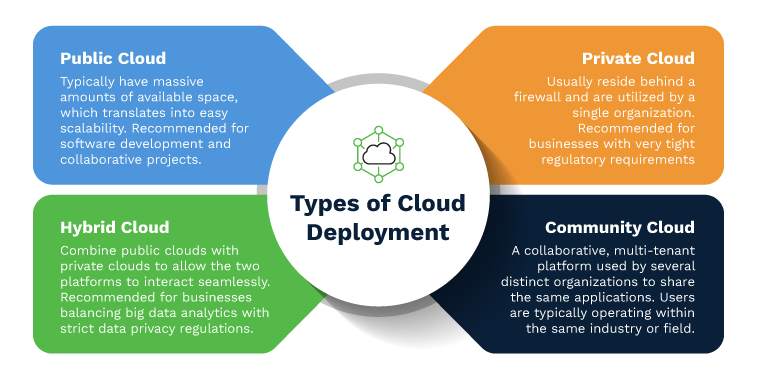 Public Cloud
Typically have massive
amounts of available space,
which translates into easy
scalability. Recommended for
software development and
collaborative projects.
Private Cloud
Usually reside behind a
firewall and are utilized by a
single organization.
Recommended for
businesses with very tight
regulatory requirements
Types of Cloud
Deployment
Hybrid Cloud
Combine public clouds with
private clouds to allow the two
platforms to interact seamlessly.
Recommended for businesses
balancing big data analytics with
strict data privacy regulations.
Community Cloud
A collaborative, multi-tenant
platform used by several
distinct organizations to share
the same applications. Users
are typically operating within
the same industry or field.